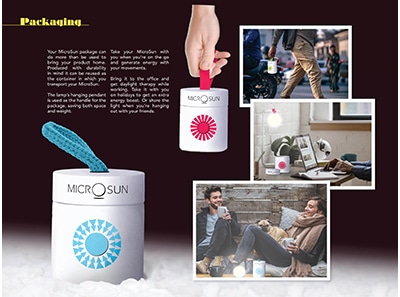 Packaging
Your MicroSun package can
do more than be used to
bring your product home.
Produced with durability
in mind it can be reused as
the container in which you
transport your MicroSun.
The lamp's hanging pendant
is used as the handle for the
package, saving both space
and weight.
Take your MicroSun with
you when you're on the go
and generate energy with
your movements.
Bring it to the office and
get daylight therapy while
working. Take it with you
on holidays to get an extra
energy boost. Or share the
light when you're hanging
out with your friends.
MICROSUN
MICROSUN